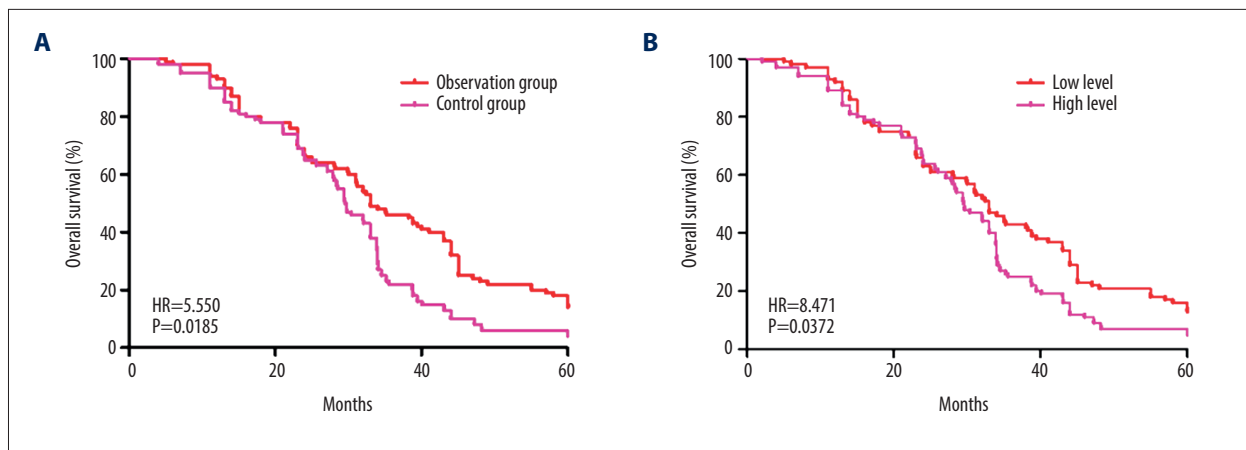 A
Overall survival (%)
100
80
60
40
20
0
Observation group
Control group
HR=5.550
P=0.0185
0 20 40 60
Months
B
Overall survival (%)
100
80
60
40
20
0
Low level
High level
HR=8.471
P=0.0372
0 20 40 60
Months